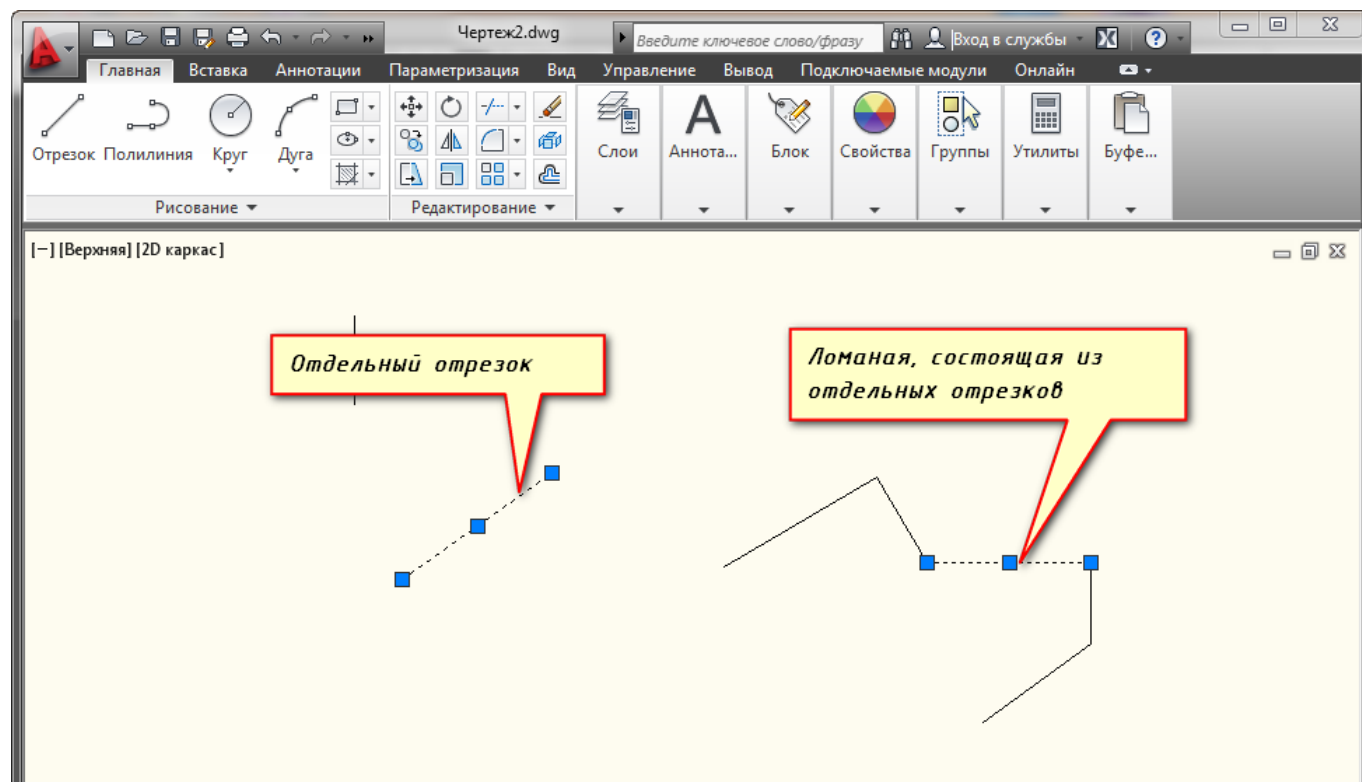 Чертеж2.dwg
Введите ключевое слово/фразу
Вход в службы
Главная Вставка Аннотации Параметризация Вид Управление Вывод Подключаемые модули Онлайн
Отрезок Полилиния Круг Дуга
Слои Аннота... Блок Свойства Группы Утилиты Буфе...
Рисование Редактирование
[−] [Верхняя] [2D каркас]
Отдельный отрезок
Ломаная, состоящая из
отдельных отрезков